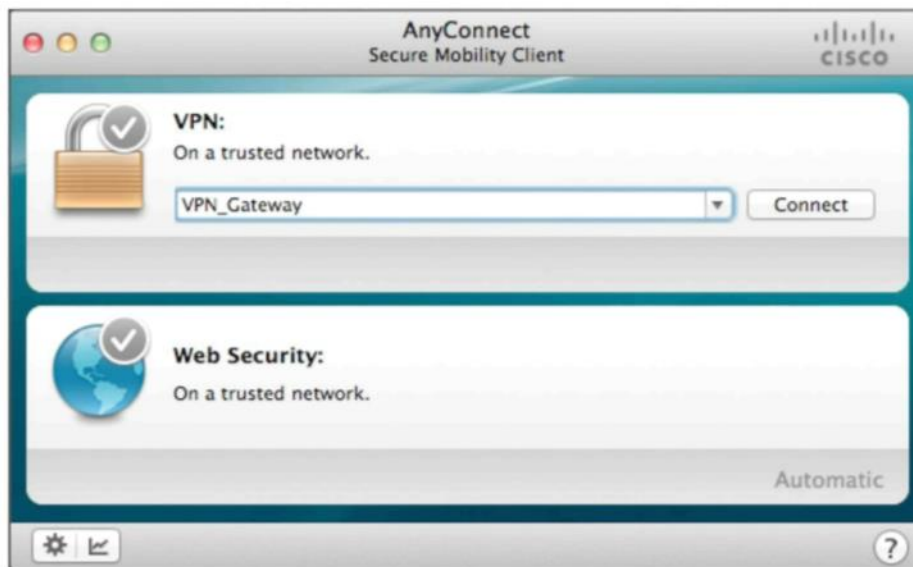 AnyConnect
Secure Mobility Client
CISCO
VPN:
On a trusted network.
VPN_Gateway
Connect
Web Security:
On a trusted network.
Automatic
?